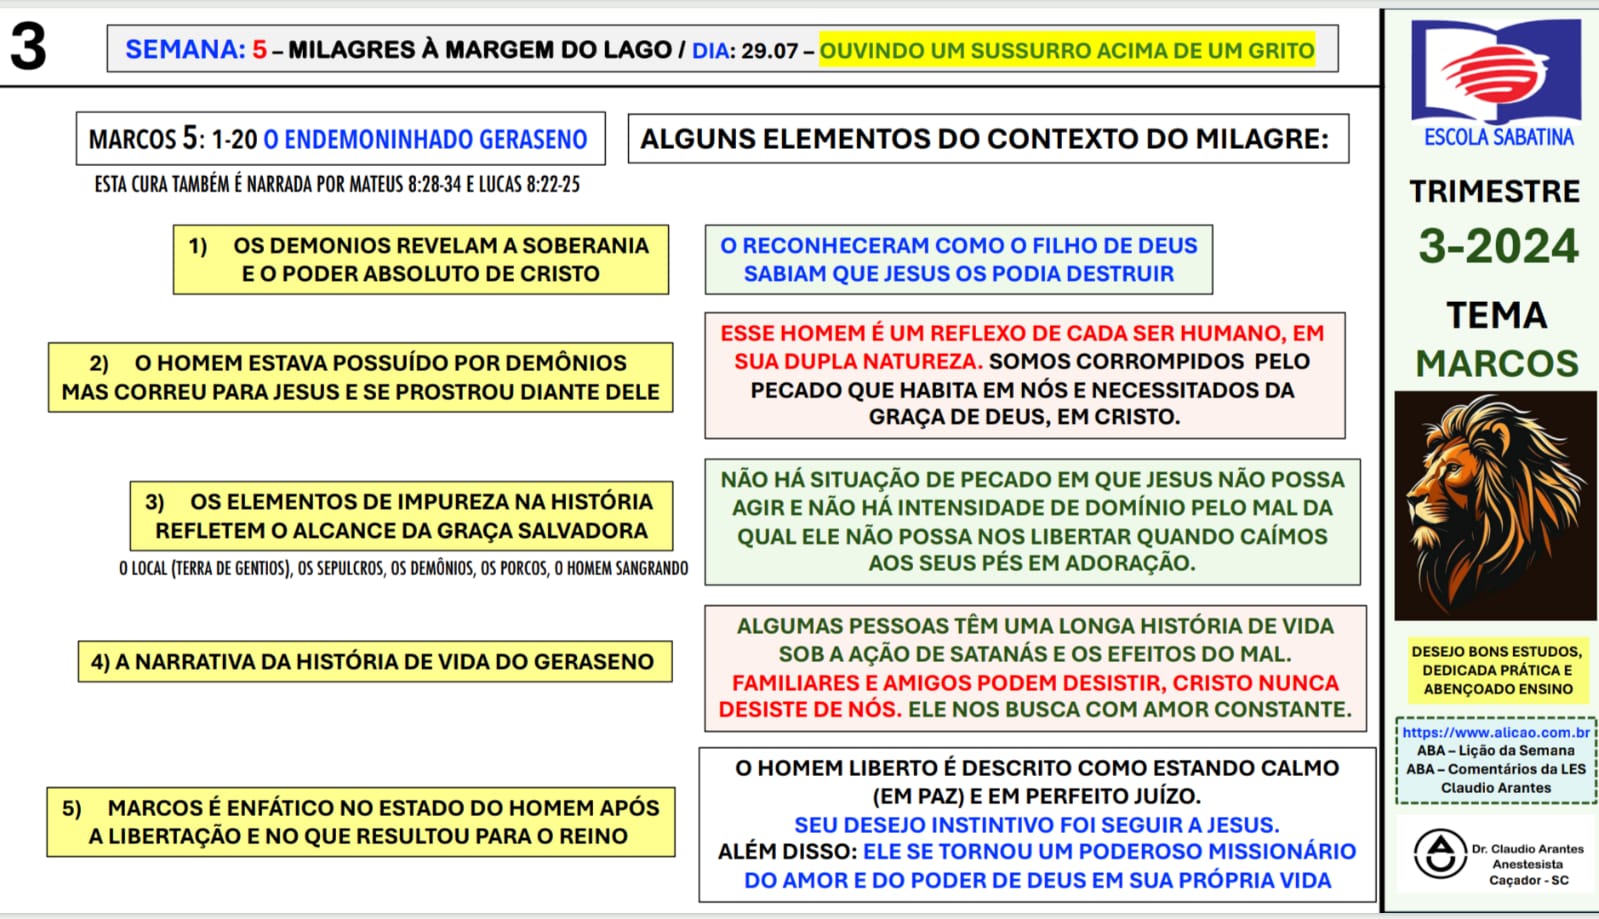 3
SEMANA: 5 – MILAGRES À MARGEM DO LAGO / DIA: 29.07 – OUVINDO UM SUSSURRO ACIMA DE UM GRITO
MARCOS 5: 1-20 O ENDEMONINHADO GERASENO
ESTA CURA TAMBÉM É NARRADA POR MATEUS 8:28-34 E LUCAS 8:22-25
ALGUNS ELEMENTOS DO CONTEXTO DO MILAGRE:
1) OS DEMONIOS REVELAM A SOBERANIA
E O PODER ABSOLUTO DE CRISTO
O RECONHECERAM COMO O FILHO DE DEUS
SABIAM QUE JESUS OS PODIA DESTRUIR
2) O HOMEM ESTAVA POSSUÍDO POR DEMÔNIOS
MAS CORREU PARA JESUS E SE PROSTROU DIANTE DELE
ESSE HOMEM É UM REFLEXO DE CADA SER HUMANO, EM
SUA DUPLA NATUREZA. SOMOS CORROMPIDOS PELO
PECADO QUE HABITA EM NÓS E NECESSITADOS DA
GRAÇA DE DEUS, EM CRISTO.
3) OS ELEMENTOS DE IMPUREZA NA HISTÓRIA
REFLETEM O ALCANCE DA GRAÇA SALVADORA
O LOCAL (TERRA DE GENTIOS), OS SEPULCROS, OS DEMÔNIOS, OS PORCOS, O HOMEM SANGRANDO
NÃO HÁ SITUAÇÃO DE PECADO EM QUE JESUS NÃO POSSA
AGIR E NÃO HÁ INTENSIDADE DE DOMÍNIO PELO MAL DA
QUAL ELE NÃO POSSA NOS LIBERTAR QUANDO CAÍMOS
AOS SEUS PÉS EM ADORAÇÃO.
4) A NARRATIVA DA HISTÓRIA DE VIDA DO GERASENO
ALGUMAS PESSOAS TÊM UMA LONGA HISTÓRIA DE VIDA
SOB A AÇÃO DE SATANÁS E OS EFEITOS DO MAL.
FAMILIARES E AMIGOS PODEM DESISTIR, CRISTO NUNCA
DESISTE DE NÓS. ELE NOS BUSCA COM AMOR CONSTANTE.
5) MARCOS É ENFÁTICO NO ESTADO DO HOMEM APÓS
A LIBERTAÇÃO E NO QUE RESULTOU PARA O REINO
O HOMEM LIBERTO É DESCRITO COMO ESTANDO CALMO
(EM PAZ) E EM PERFEITO JUÍZO.
SEU DESEJO INSTINTIVO FOI SEGUIR A JESUS.
ALÉM DISSO: ELE SE TORNOU UM PODEROSO MISSIONÁRIO
DO AMOR E DO PODER DE DEUS EM SUA PRÓPRIA VIDA
ESCOLA SABATINA
TRIMESTRE
3-2024
TEMA
MARCOS
DESEJO BONS ESTUDOS,
DEDICADA PRÁTICA E
ABENÇOADO ENSINO
https://www.alicao.com.br
ABA – Lição da Semana
ABA – Comentários da LES
Claudio Arantes
Dr. Claudio Arantes
Anestesista
Caçador - SC